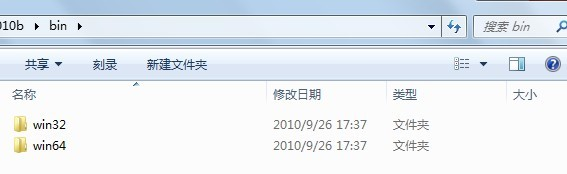 010b ▸ bin ▸ 搜索 bin
共享 刻录 新建文件夹
名称 修改日期 类型 大小
win32 2010/9/26 17:37 文件夹
win64 2010/9/26 17:37 文件夹